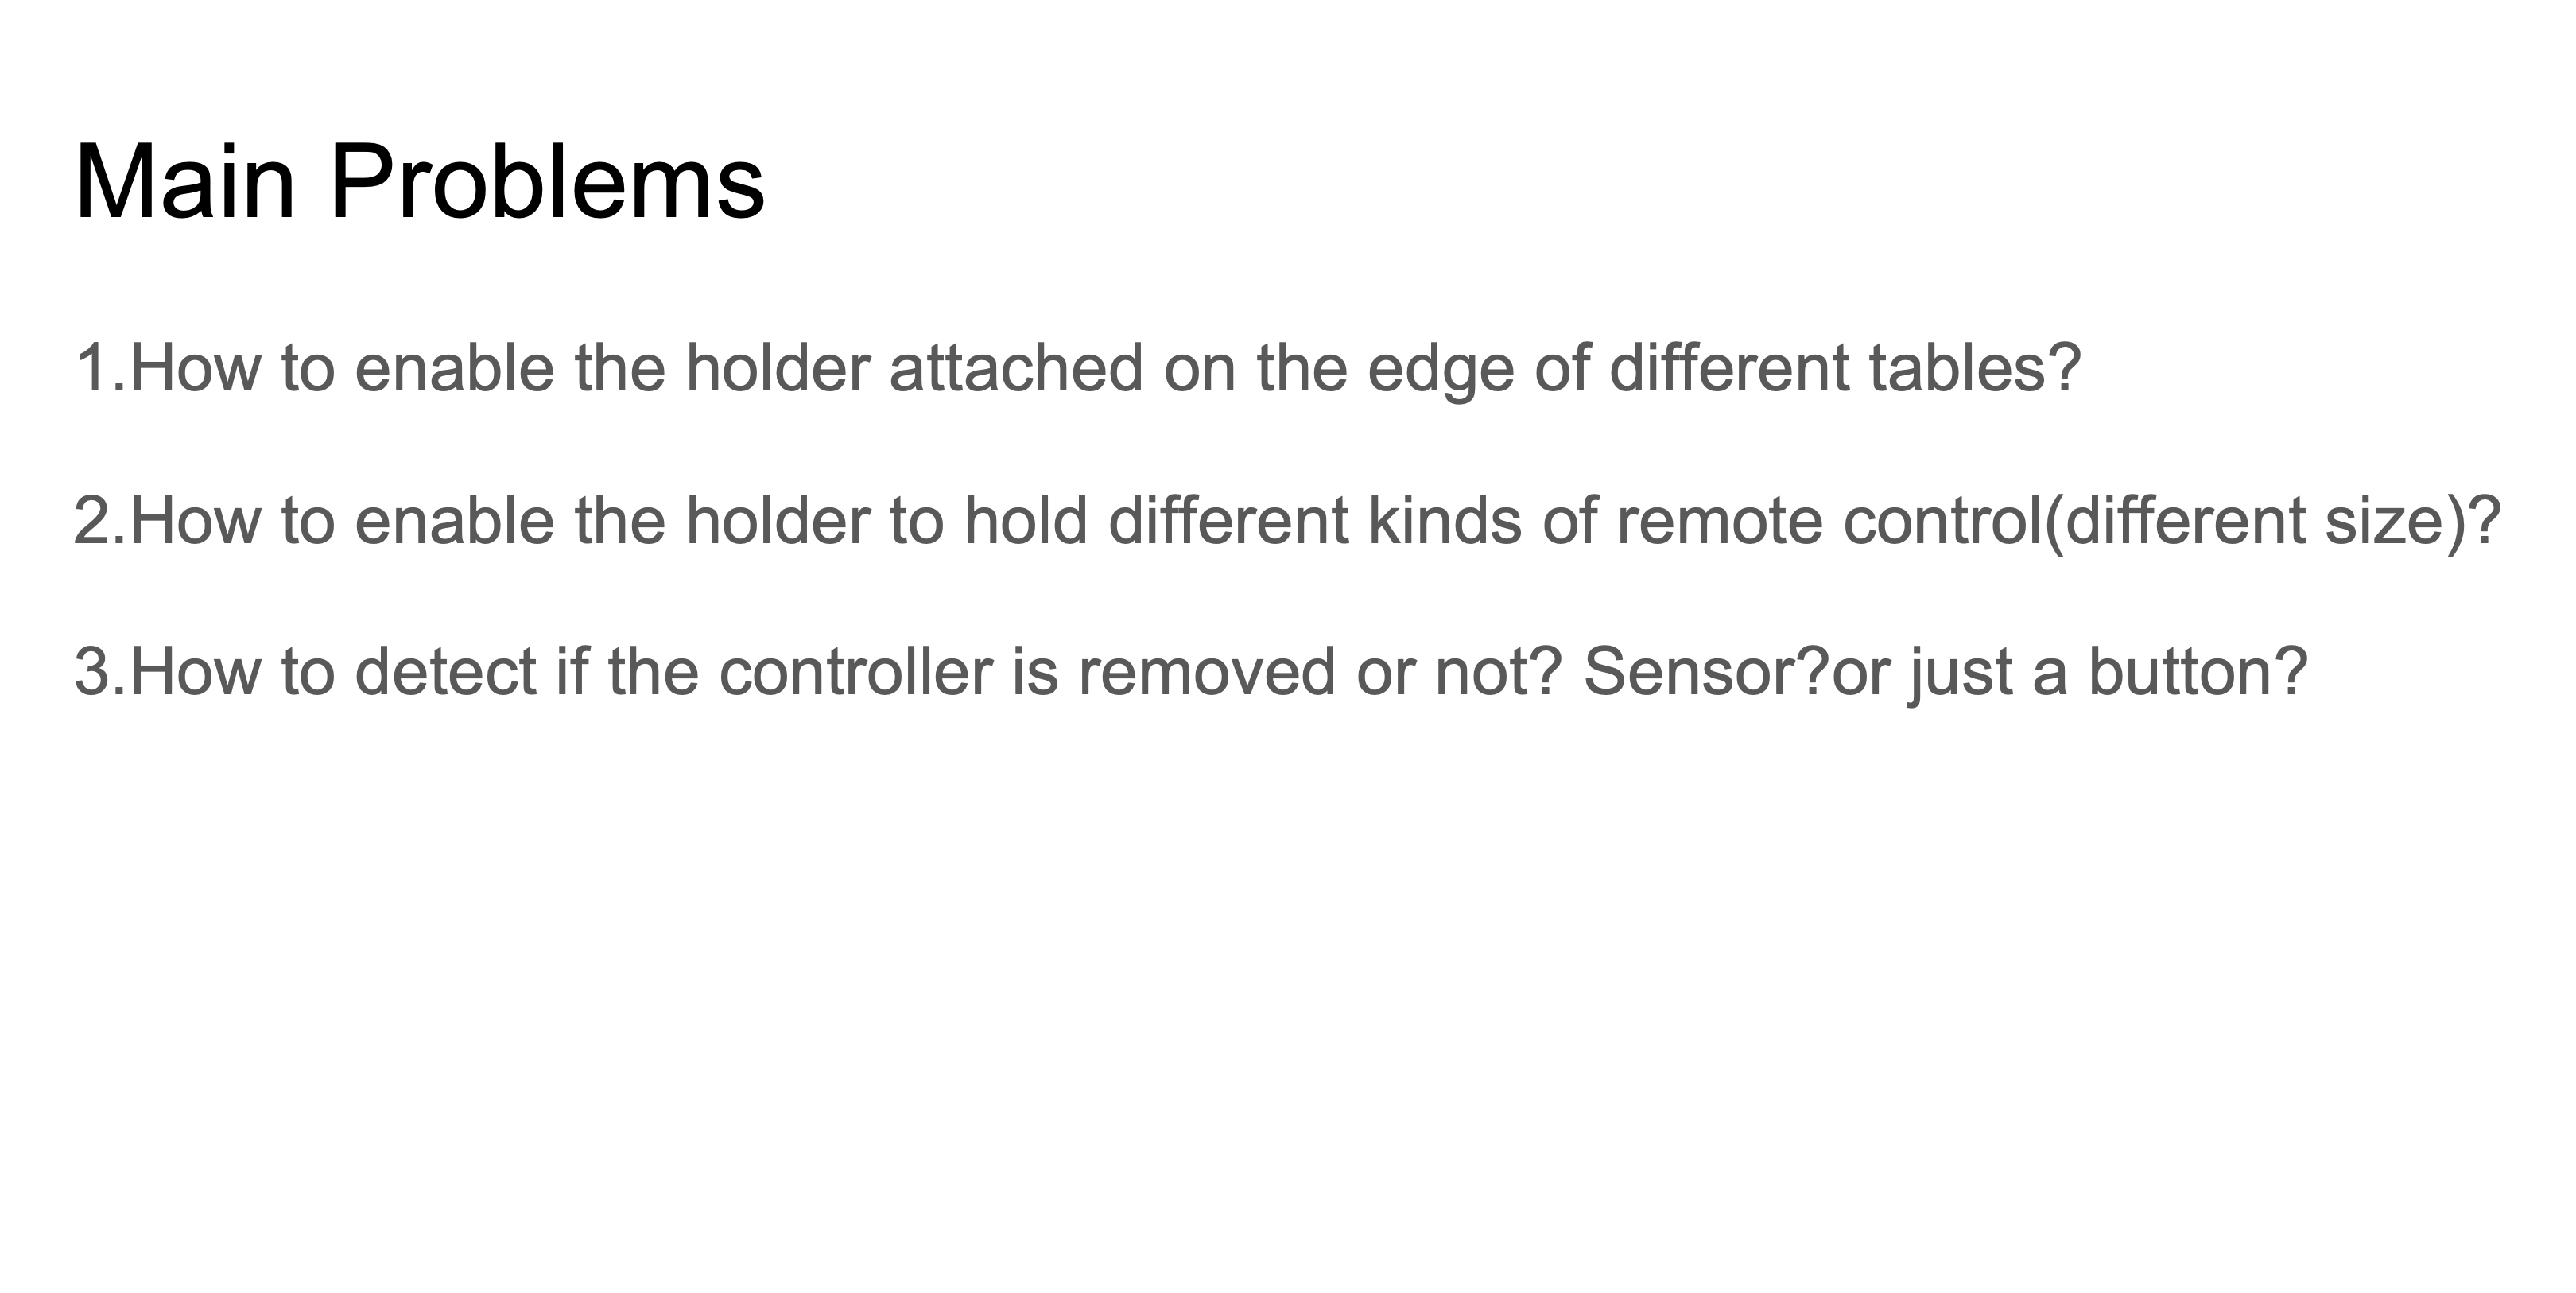 Main Problems
1.How to enable the holder attached on the edge of different tables?
2.How to enable the holder to hold different kinds of remote control(different size)?
3.How to detect if the controller is removed or not? Sensor?or just a button?